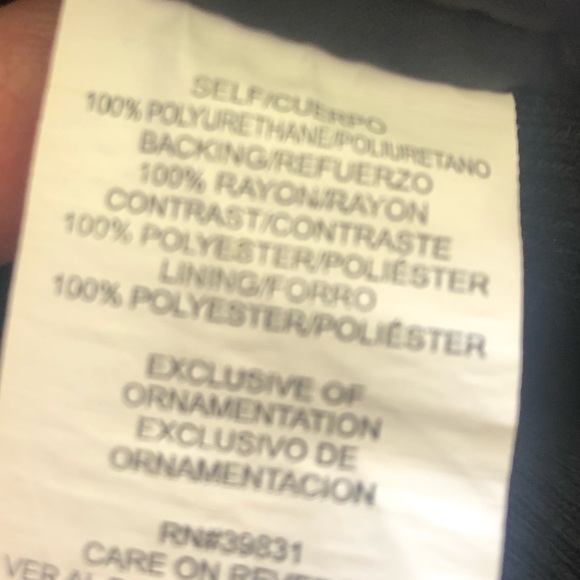 SELF/CUERPO
100% POLYURETHANE/POLIURETANO
BACKING/REFUERZO
100% RAYON/RAYON
CONTRAST/CONTRASTE
100% POLYESTER/POLIÉSTER
LINING/FORRO
100% POLYESTER/POLIÉSTER
EXCLUSIVE OF
ORNAMENTATION
EXCLUSIVO DE
ORNAMENTACION
RN#39831
CARE ON
VER